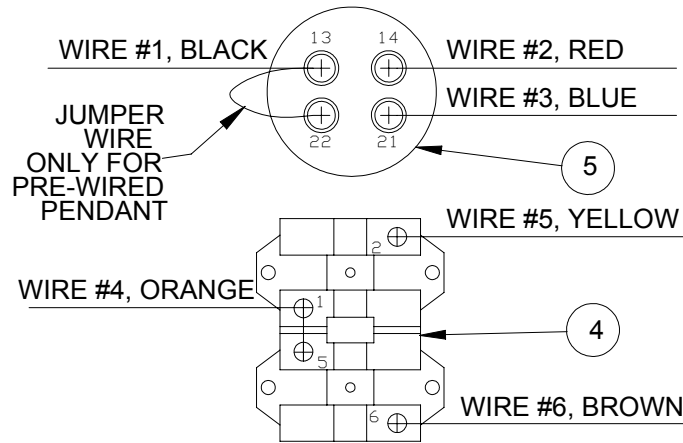 13 14
WIRE #1, BLACK
WIRE #2, RED
WIRE #3, BLUE
JUMPER
WIRE
ONLY FOR
PRE-WIRED
PENDANT
22 21
5
WIRE #5, YELLOW
2
WIRE #4, ORANGE
1
4
5
6
WIRE #6, BROWN